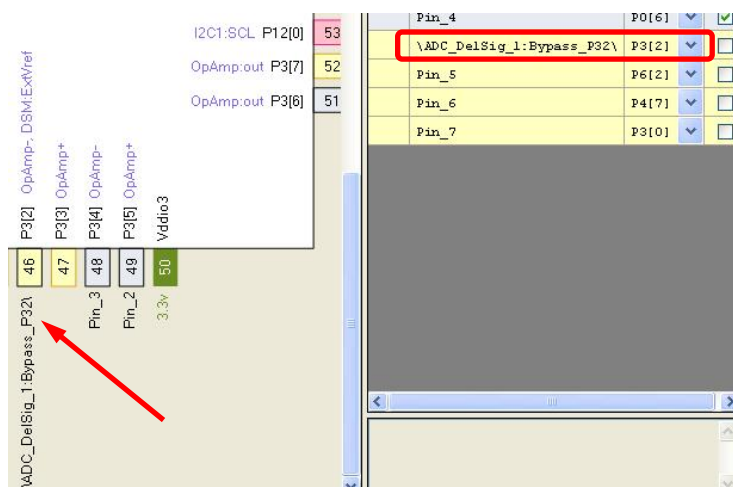 I2C1:SCL P12[0] 53
OpAmp:out P3[7] 52
OpAmp:out P3[6] 51
P3[2] OpAmp-, DSM:ExtVref
P3[3] OpAmp+
P3[4] OpAmp-
P3[5] OpAmp+
Vddio3
46
47
48
49
50
\ADC_DelSig_1:Bypass_P32\
Pin_3
Pin_2
3.3v
Pin_4 P0[6]
\ADC_DelSig_1:Bypass_P32\ P3[2]
Pin_5 P6[2]
Pin_6 P4[7]
Pin_7 P3[0]